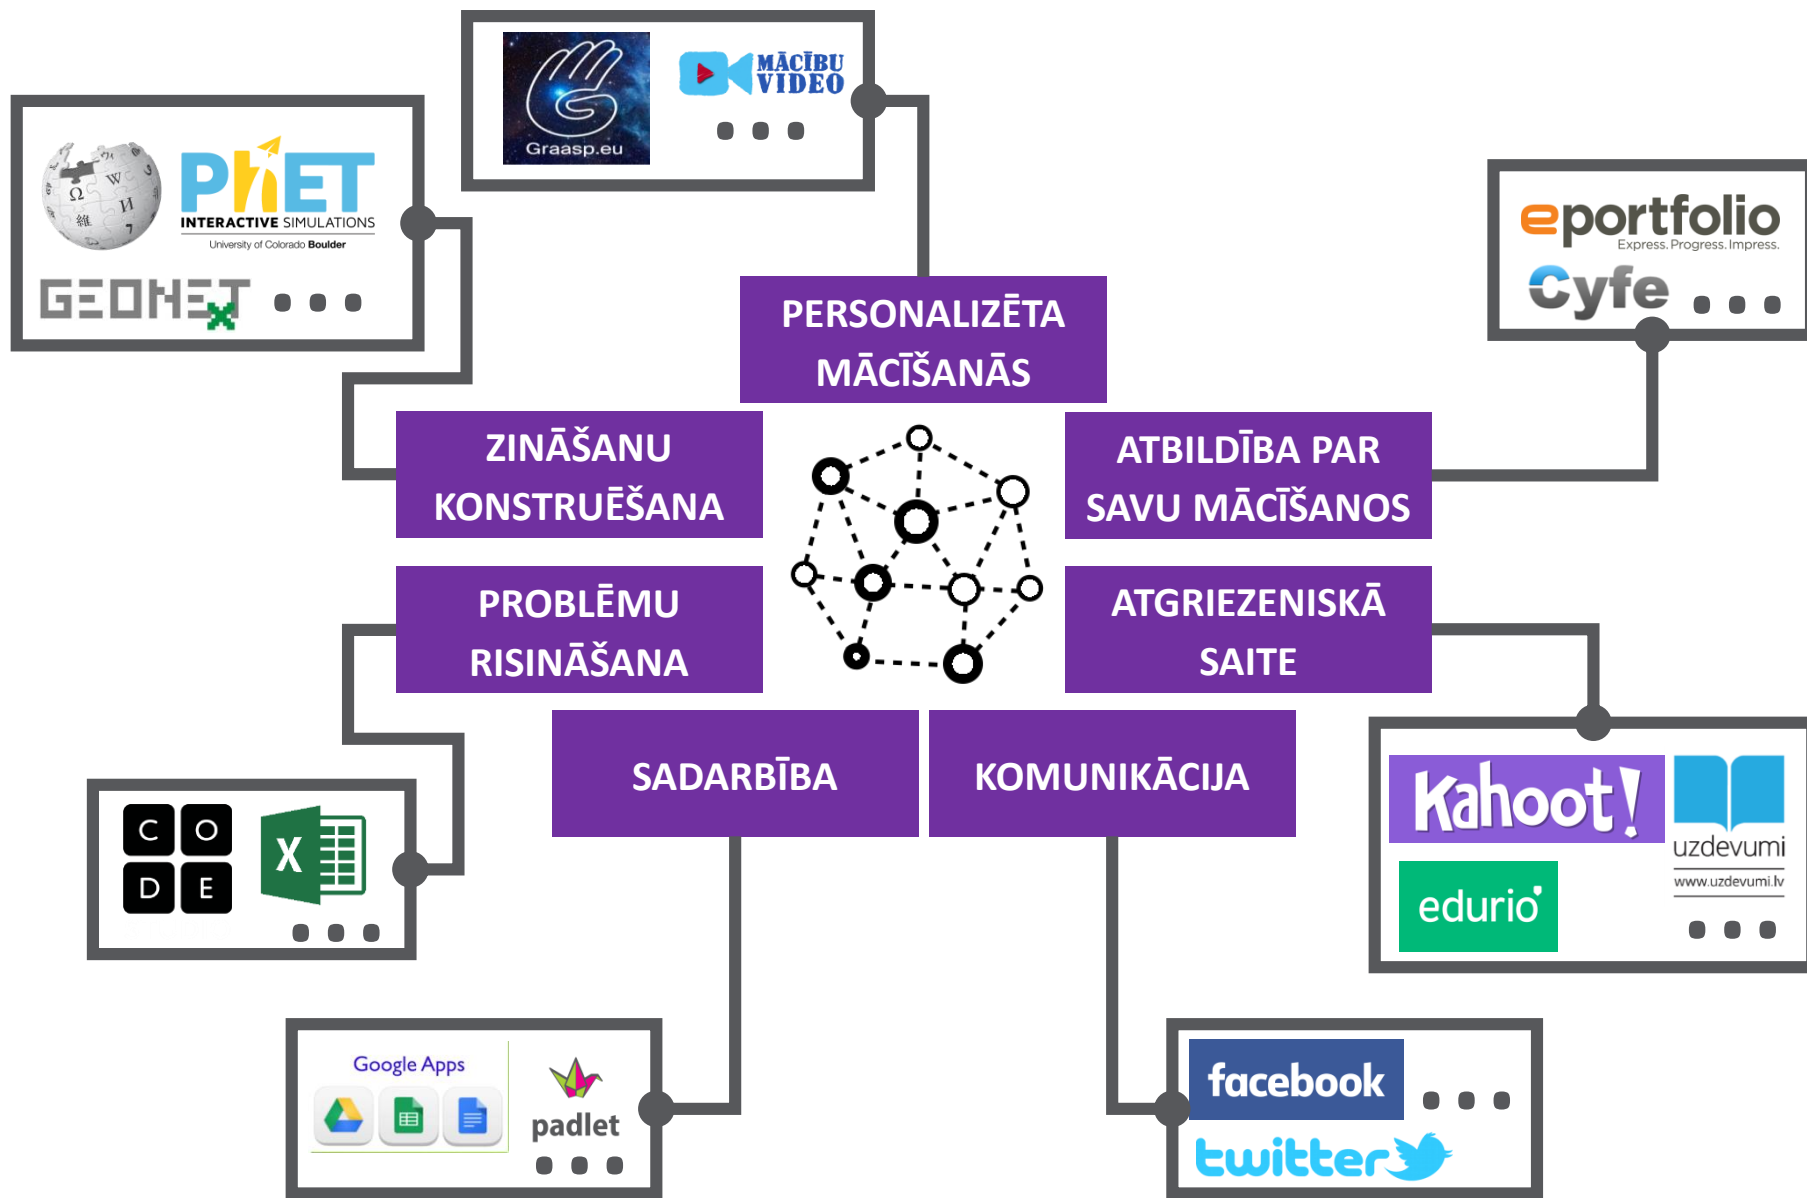 Graasp.eu
MĀCĪBU
VIDEO
Ω W И 維 7
PhET
INTERACTIVE SIMULATIONS
University of Colorado Boulder
GEONExT
eportfolio
Express. Progress. Impress.
Cyfe
PERSONALIZĒTA
MĀCĪŠANĀS
ZINĀŠANU
KONSTRUĒŠANA
ATBILDĪBA PAR
SAVU MĀCĪŠANOS
PROBLĒMU
RISINĀŠANA
ATGRIEZENISKĀ
SAITE
SADARBĪBA
KOMUNIKĀCIJA
C O
D E
X
Kahoot!
uzdevumi
www.uzdevumi.lv
edurio
Google Apps
padlet
facebook
twitter